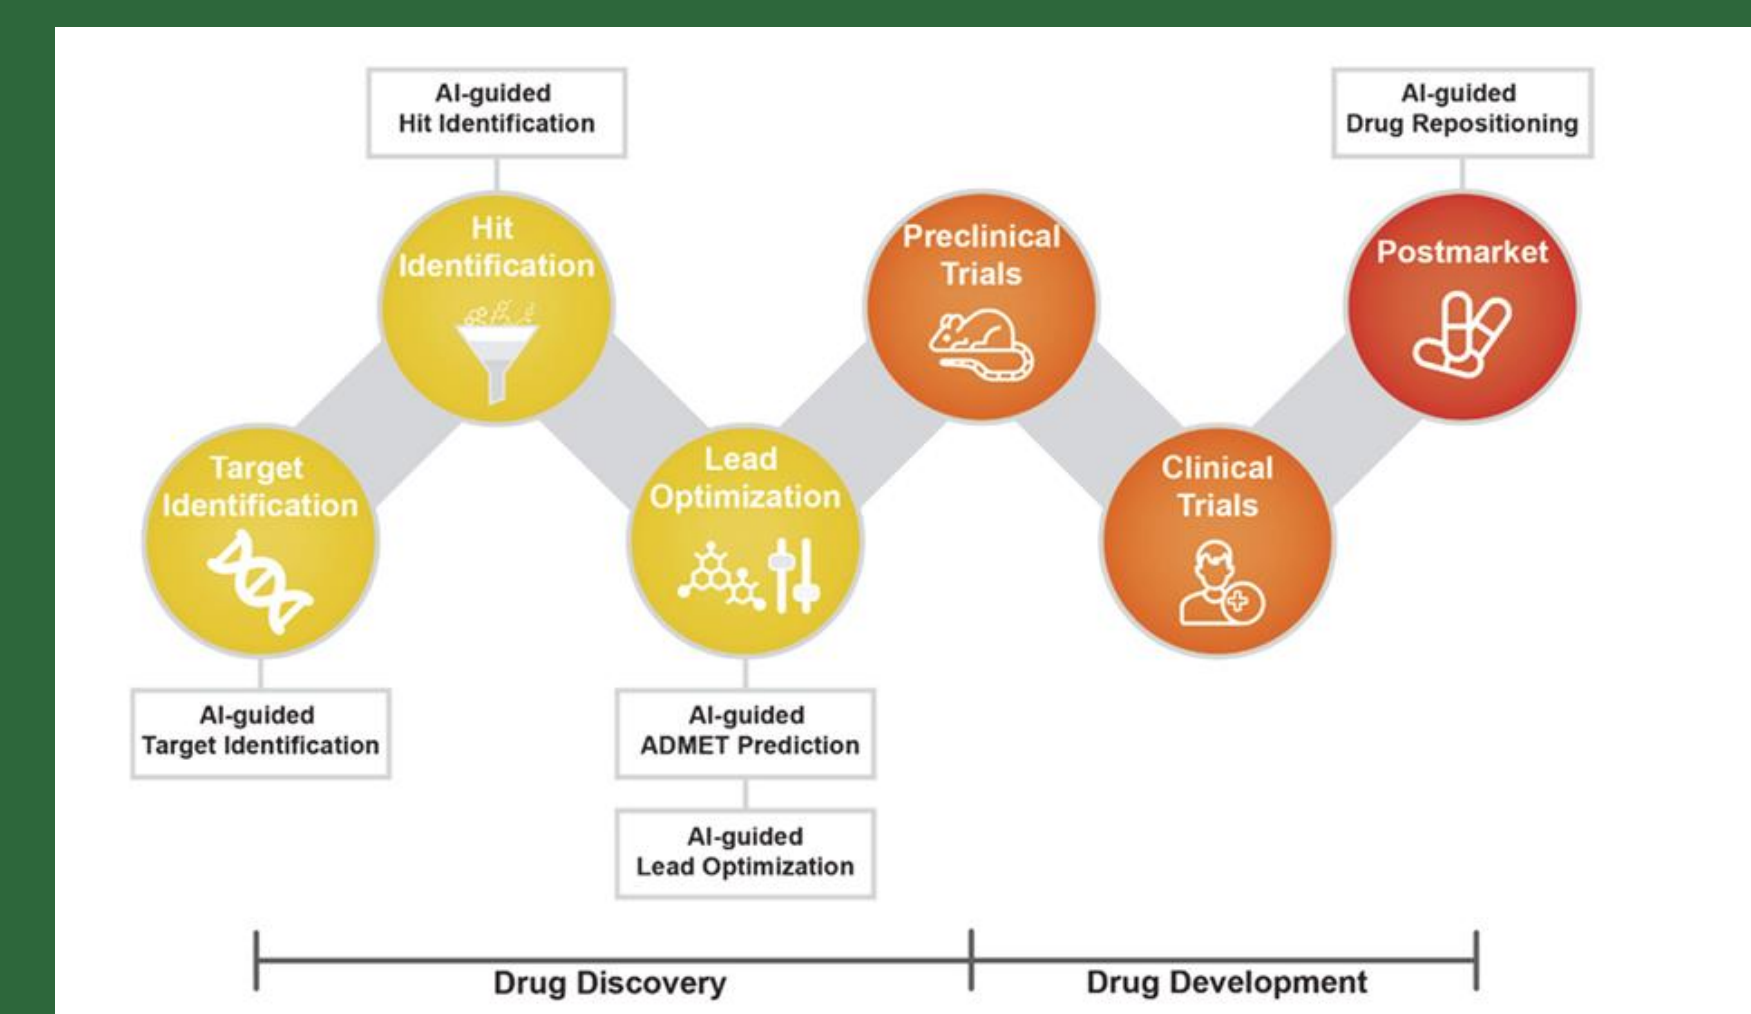 AI-guided
Hit Identification
AI-guided
Drug Repositioning
Hit
Identification
Preclinical
Trials
Postmarket
Target
Identification
Lead
Optimization
Clinical
Trials
AI-guided
Target Identification
AI-guided
ADMET Prediction
AI-guided
Lead Optimization
Drug Discovery
Drug Development